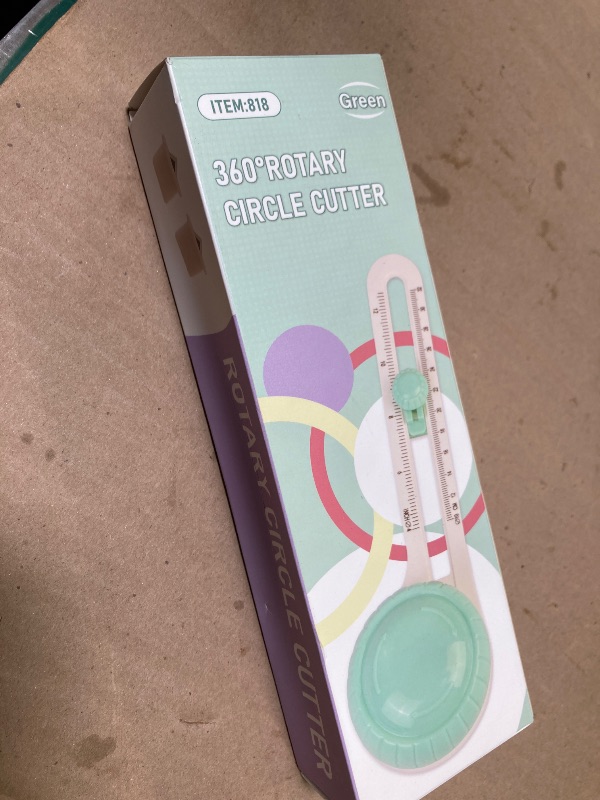 ITEM:818
Green
360°ROTARY
CIRCLE CUTTER
ROTARY CIRCLE CUTTER